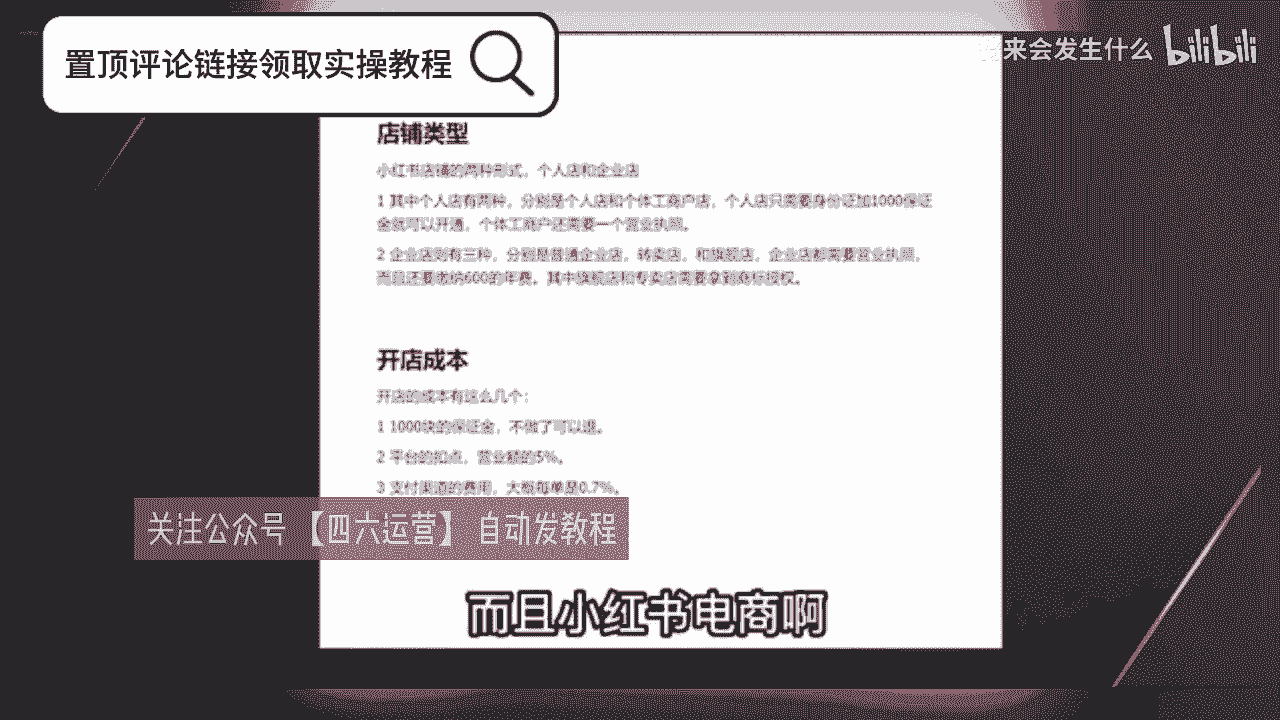 置顶评论链接领取实操教程
来会发生什么 bilibili
店铺类型
小红书店铺的两种形式，个人店和企业店
1 其中个人店有两种，分别是个人店和个体工商户店，个人店只需要身份证加1000保证
金就可以开通，个体工商户还需要一个营业执照。
2 企业店则有三种，分别是普通企业店，转卖店，和旗舰店，企业店都需要营业执照，
而且还要缴纳600的年费，其中旗舰店和专卖店需要拿到商标授权。
开店成本
开店的成本有这么几个：
1 1000块的保证金，不做了可以退。
2 平台的扣点，营业额的5%。
3 支付渠道的费用，大概每单是0.7%。
关注公众号【四六运营】 自动发教程
而且小红书电商啊